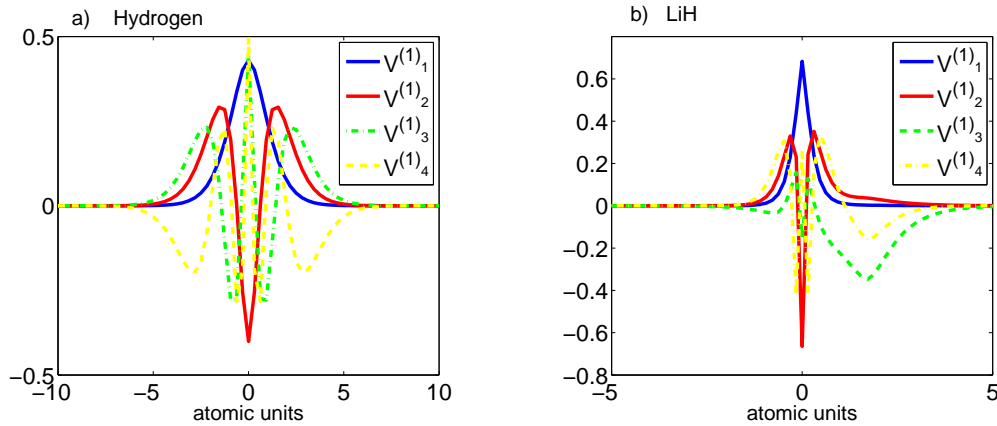 a) Hydrogen
0.5
0
−0.5
−10
−5
0
5
10
atomic units
V(1)1
V(1)2
V(1)3
V(1)4
b) LiH
0.6
0.4
0.2
0
−0.2
−0.4
−0.6
−0.8
−5
0
5
atomic units
V(1)1
V(1)2
V(1)3
V(1)4